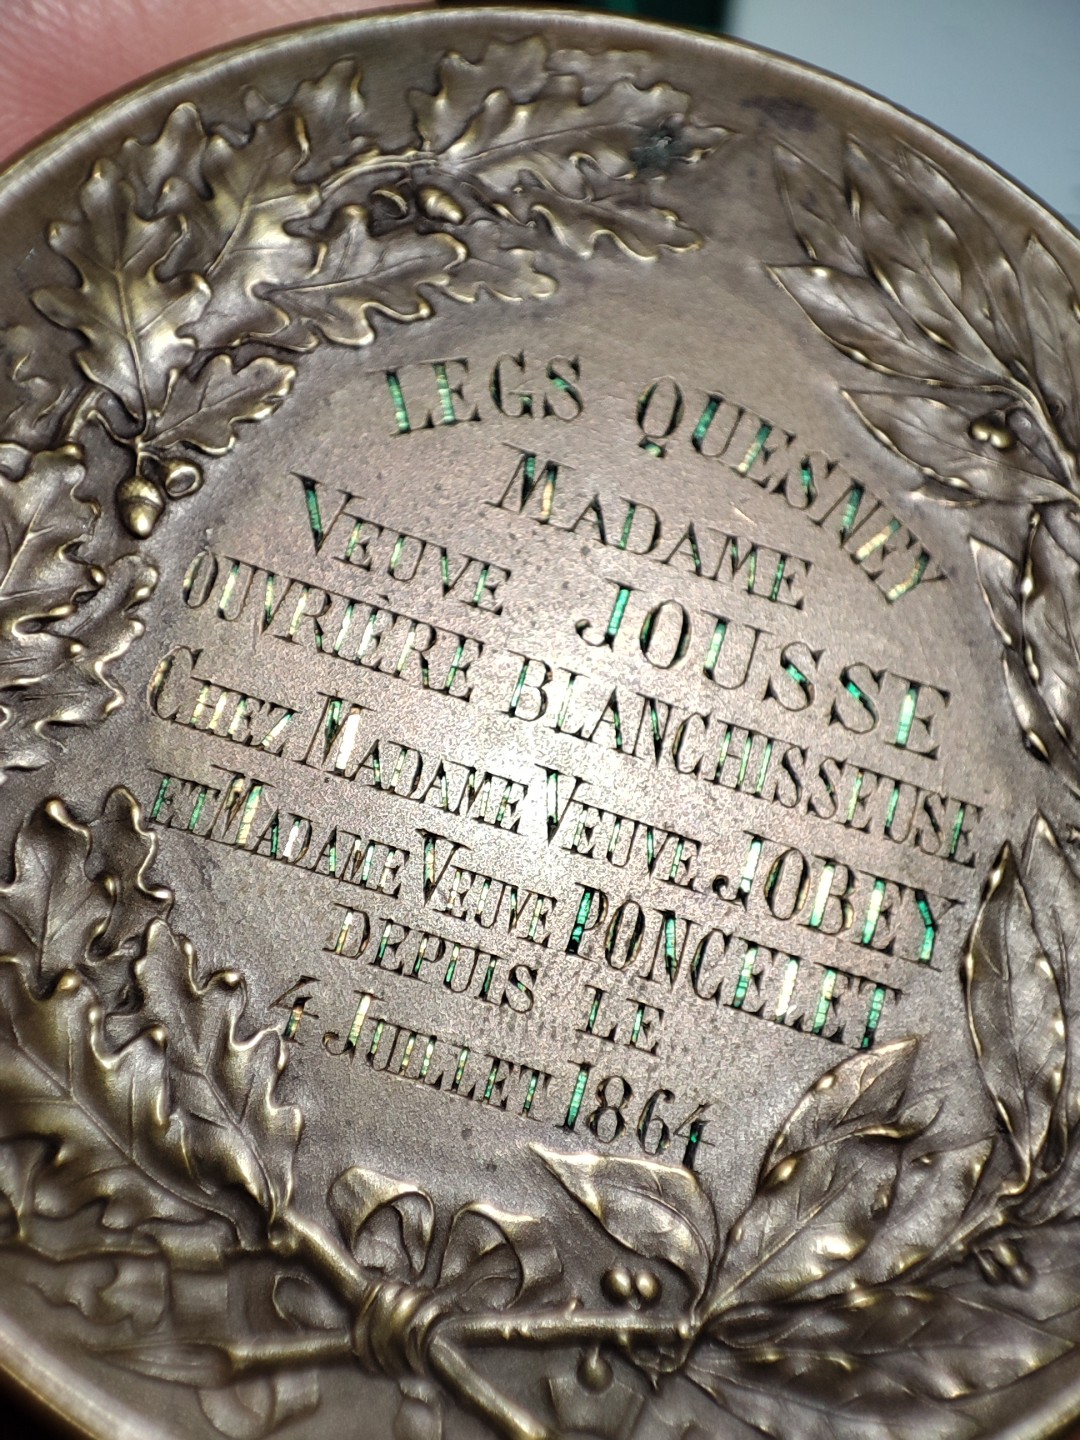 LEGS QUESNEY
MADAME
VEUVE JOUSSE
OUVRIÈRE BLANCHISSEUSE
CHEZ MADAME VEUVE JOBEY
ET MADAME VEUVE PONCELET
DEPUIS LE
4 JUILLET 1864